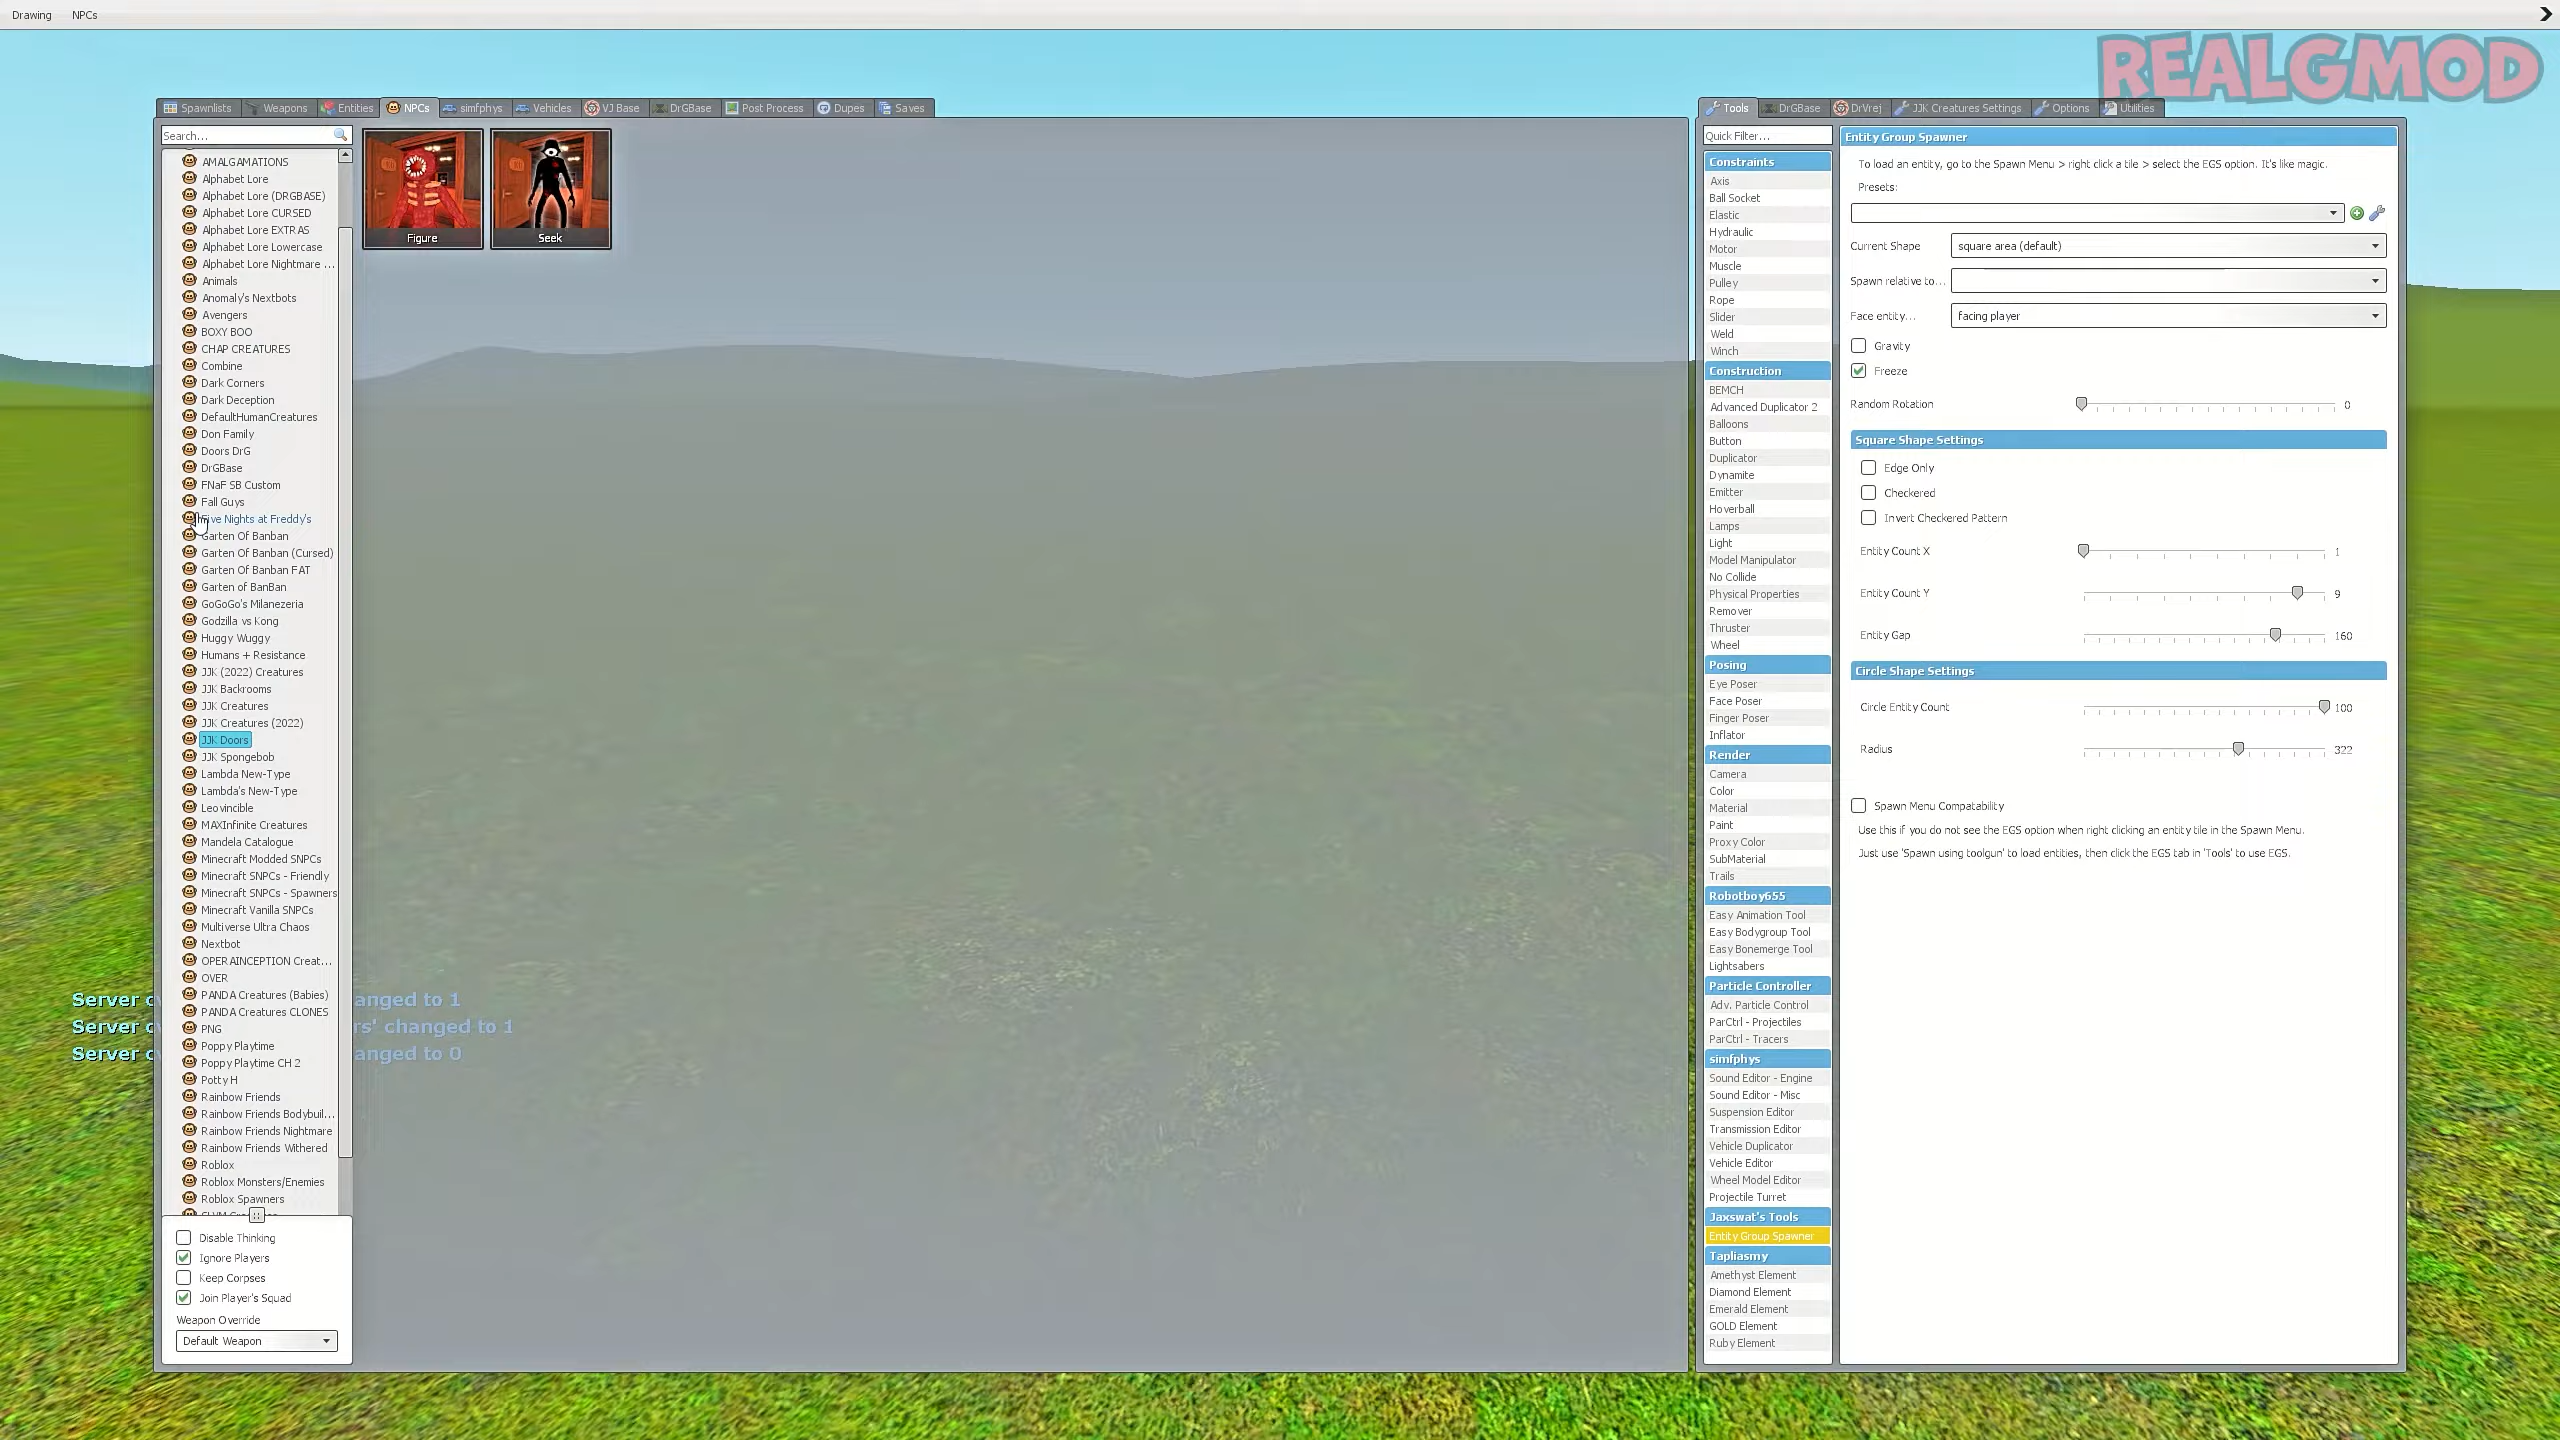 Drawing NPCs
REALGMOD
Spawnlists Weapons Entities NPCs simfphys Vehicles VJ Base DrGBase Post Process Dupes Saves
Search...
AMALGAMATIONS
Alphabet Lore
Alphabet Lore (DRGBASE)
Alphabet Lore CURSED
Alphabet Lore EXTRAS
Alphabet Lore Lowercase
Alphabet Lore Nightmare ...
Animals
Anomaly's Nextbots
Avengers
BOXY BOO
CHAP CREATURES
Combine
Dark Corners
Dark Deception
DefaultHumanCreatures
Don Family
Doors DrG
DrGBase
FNaF SB Custom
Fall Guys
Five Nights at Freddy's
Garten Of Banban
Garten Of Banban (Cursed)
Garten Of Banban FAT
Garten of BanBan
GoGoGo's Milanezeria
Godzilla vs Kong
Huggy Wuggy
Humans + Resistance
JJK (2022) Creatures
JJK Backrooms
JJK Creatures
JJK Creatures (2022)
JJK Doors
JJK Spongebob
Lambda New-Type
Lambda's New-Type
Leovincible
MAXInfinite Creatures
Mandela Catalogue
Minecraft Modded SNPCs
Minecraft SNPCs - Friendly
Minecraft SNPCs - Spawners
Minecraft Vanilla SNPCs
Multiverse Ultra Chaos
Nextbot
OPERAINCEPTION Creat...
OVER
PANDA Creatures (Babies)
PANDA Creatures CLONES
PNG
Poppy Playtime
Poppy Playtime CH 2
Potty H
Rainbow Friends
Rainbow Friends Bodybuil...
Rainbow Friends Nightmare
Rainbow Friends Withered
Roblox
Roblox Monsters/Enemies
Roblox Spawners
Disable Thinking
Ignore Players
Keep Corpses
Join Player's Squad
Weapon Override
Default Weapon
Figure Seek
Server anged to 1
Server rs' changed to 1
Server anged to 0
Tools DrGBase DrVrej JJK Creatures Settings Options Utilities
Quick Filter...
Constraints
Axis
Ball Socket
Elastic
Hydraulic
Motor
Muscle
Pulley
Rope
Slider
Weld
Winch
Construction
BEMCH
Advanced Duplicator 2
Balloons
Button
Duplicator
Dynamite
Emitter
Hoverball
Lamps
Light
Model Manipulator
No Collide
Physical Properties
Remover
Thruster
Wheel
Posing
Eye Poser
Face Poser
Finger Poser
Inflator
Render
Camera
Color
Material
Paint
Proxy Color
SubMaterial
Trails
Robotboy655
Easy Animation Tool
Easy Bodygroup Tool
Easy Bonemerge Tool
Lightsabers
Particle Controller
Adv. Particle Control
ParCtrl - Projectiles
ParCtrl - Tracers
simfphys
Sound Editor - Engine
Sound Editor - Misc
Suspension Editor
Transmission Editor
Vehicle Duplicator
Vehicle Editor
Wheel Model Editor
Projectile Turret
Jaxswat's Tools
Entity Group Spawner
Tapliasmy
Amethyst Element
Diamond Element
Emerald Element
GOLD Element
Ruby Element
Entity Group Spawner
To load an entity, go to the Spawn Menu > right click a tile > select the EGS option. It's like magic.
Presets:
Current Shape square area (default)
Spawn relative to...
Face entity... facing player
Gravity
Freeze
Random Rotation 0
Square Shape Settings
Edge Only
Checkered
Invert Checkered Pattern
Entity Count X 1
Entity Count Y 9
Entity Gap 160
Circle Shape Settings
Circle Entity Count 100
Radius 322
Spawn Menu Compatability
Use this if you do not see the EGS option when right clicking an entity tile in the Spawn Menu.
Just use 'Spawn using toolgun' to load entities, then click the EGS tab in 'Tools' to use EGS.